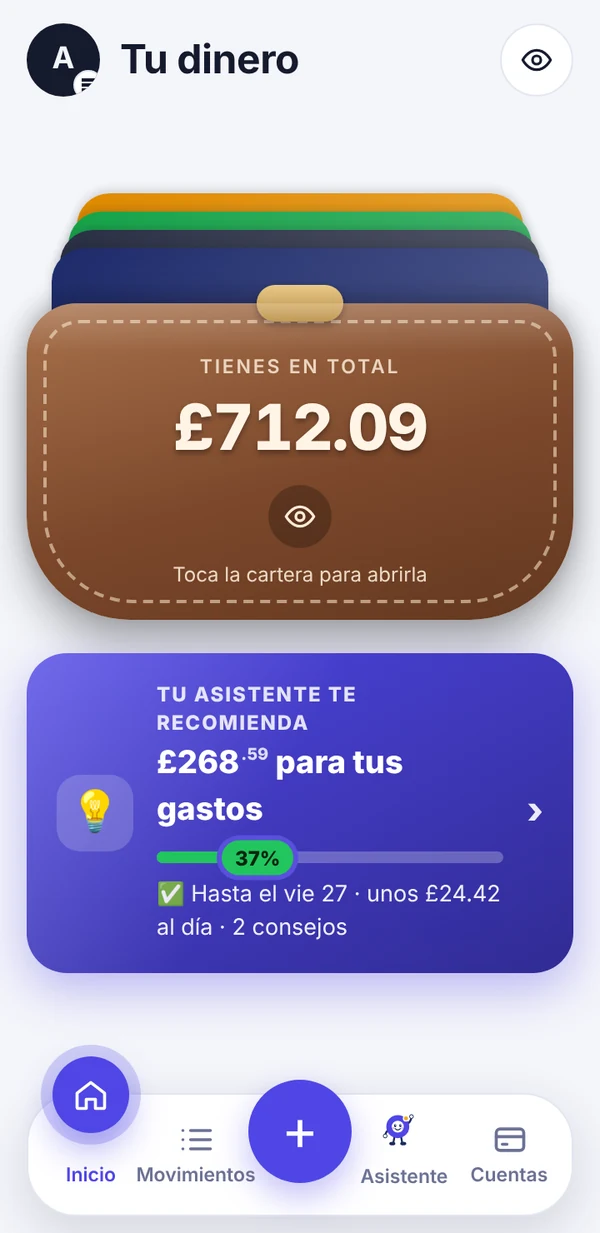 A
Tu dinero
TIENES EN TOTAL
£712.09
Toca la cartera para abrirla
TU ASISTENTE TE
RECOMIENDA
£268.59 para tus
gastos
37%
✅ Hasta el vie 27 · unos £24.42
al día · 2 consejos
Inicio
Movimientos
Asistente
Cuentas